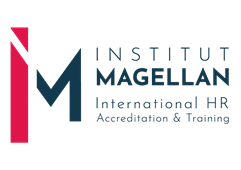 INSTITUT
MAGELLAN
International HR
Accreditation & Training